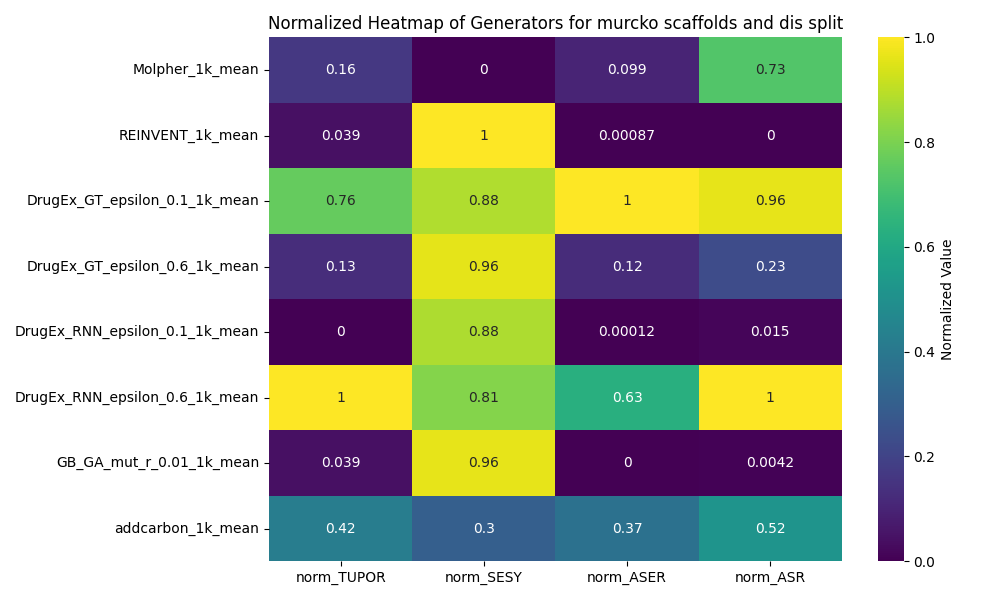 Normalized Heatmap of Generators for murcko scaffolds and dis split
Molpher_1k_mean 0.16 0 0.099 0.73
REINVENT_1k_mean 0.039 1 0.00087 0
DrugEx_GT_epsilon_0.1_1k_mean 0.76 0.88 1 0.96
DrugEx_GT_epsilon_0.6_1k_mean 0.13 0.96 0.12 0.23
DrugEx_RNN_epsilon_0.1_1k_mean 0 0.88 0.00012 0.015
DrugEx_RNN_epsilon_0.6_1k_mean 1 0.81 0.63 1
GB_GA_mut_r_0.01_1k_mean 0.039 0.96 0 0.0042
addcarbon_1k_mean 0.42 0.3 0.37 0.52
norm_TUPOR norm_SESY norm_ASER norm_ASR
1.0
0.8
0.6
0.4
0.2
0.0
Normalized Value